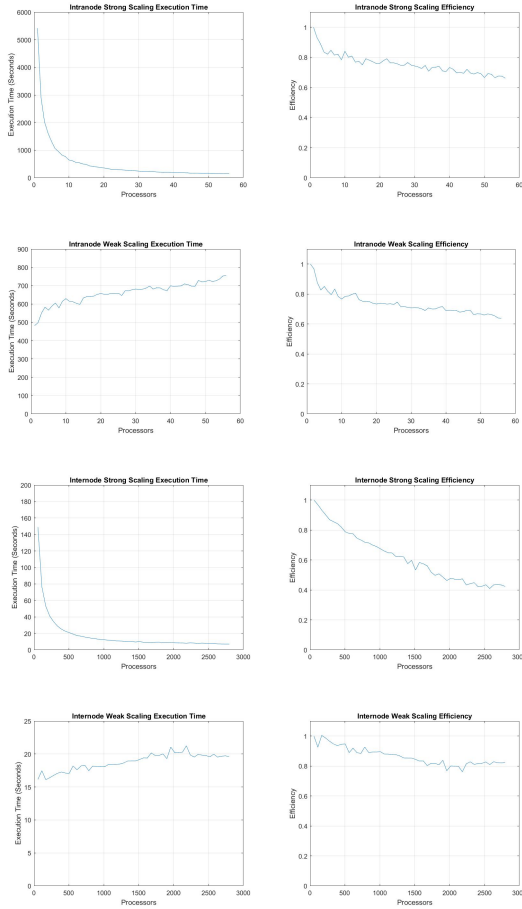 Intranode Strong Scaling Execution Time
Execution Time (Seconds)
6000
5000
4000
3000
2000
1000
0
0 10 20 30 40 50 60
Processors
Intranode Strong Scaling Efficiency
Efficiency
1
0.8
0.6
0.4
0.2
0
0 10 20 30 40 50 60
Processors
Intranode Weak Scaling Execution Time
Execution Time (Seconds)
900
800
700
600
500
400
300
200
100
0
0 10 20 30 40 50 60
Processors
Intranode Weak Scaling Efficiency
Efficiency
1
0.8
0.6
0.4
0.2
0
0 10 20 30 40 50 60
Processors
Internode Strong Scaling Execution Time
Execution Time (Seconds)
200
180
160
140
120
100
80
60
40
20
0
0 500 1000 1500 2000 2500 3000
Processors
Internode Strong Scaling Efficiency
Efficiency
1
0.8
0.6
0.4
0.2
0
0 500 1000 1500 2000 2500 3000
Processors
Internode Weak Scaling Execution Time
Execution Time (Seconds)
25
20
15
10
5
0
0 500 1000 1500 2000 2500 3000
Processors
Internode Weak Scaling Efficiency
Efficiency
1
0.8
0.6
0.4
0.2
0
0 500 1000 1500 2000 2500 3000
Processors